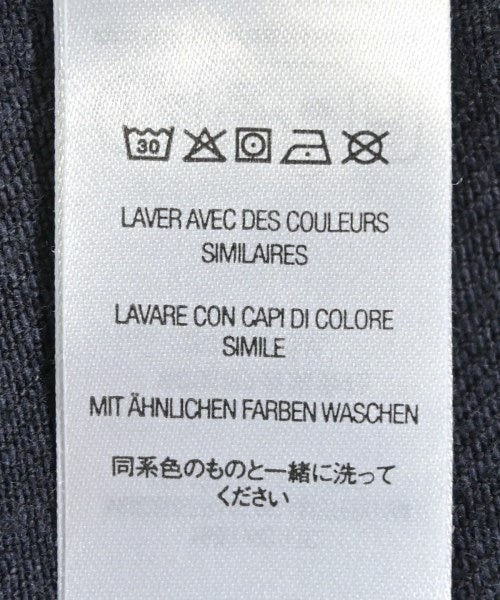 30
LAVER AVEC DES COULEURS
SIMILAIRES
LAVARE CON CAPI DI COLORE
SIMILE
MIT ÄHNLICHEN FARBEN WASCHEN
同系色のものと一緒に洗って
ください